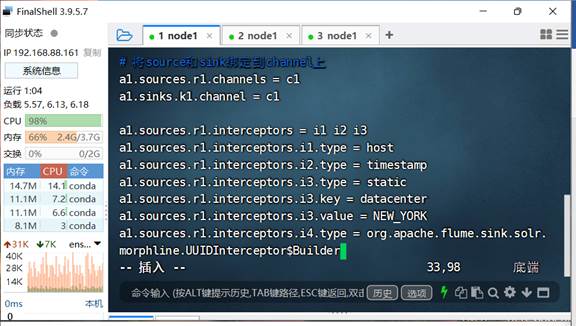 FinalShell 3.9.5.7
同步状态
IP 192.168.88.161 复制
系统信息
运行 1:04
负载 5.57, 6.13, 6.18
CPU 78%
内存 66% 2.4G/3.7G
交换 0% 0/2G
内存 CPU 命令
14.7M 14.1 conda
11.1M 7.2 conda
11.1M 6.6 conda
8.1M 3 conda
31K 7K ens...
40K
28K
14K
0ms 本机
0
1 node1
2 node1
3 node1
# 将source和sink绑定到channel上
a1.sources.r1.channels = c1
a1.sinks.k1.channel = c1
a1.sources.r1.interceptors = i1 i2 i3
a1.sources.r1.interceptors.i1.type = host
a1.sources.r1.interceptors.i2.type = timestamp
a1.sources.r1.interceptors.i3.type = static
a1.sources.r1.interceptors.i3.key = datacenter
a1.sources.r1.interceptors.i3.value = NEW_YORK
a1.sources.r1.interceptors.i4.type = org.apache.flume.sink.solr.
morphline.UUIDInterceptor$Builder
-- 插入 -- 33,98 底端
命令输入 (按ALT键提示历史,TAB键路径,ESC键返回,双击 历史 选项